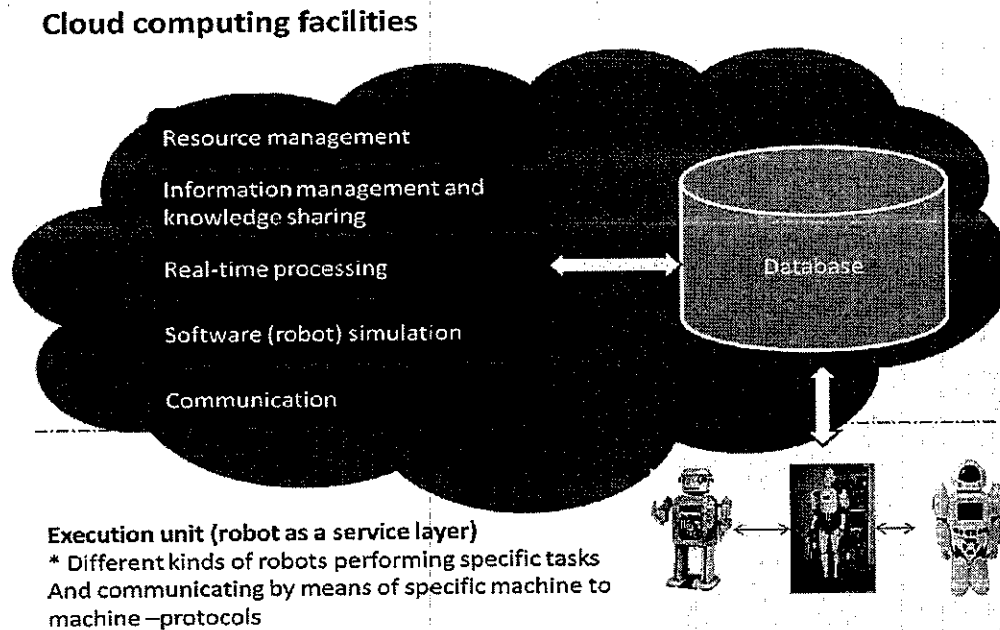 Cloud computing facilities
Resource management
Information management and
knowledge sharing
Real-time processing
Database
Software (robot) simulation
Communication
Execution unit (robot as a service layer)
* Different kinds of robots performing specific tasks
And communicating by means of specific machine to
machine –protocols